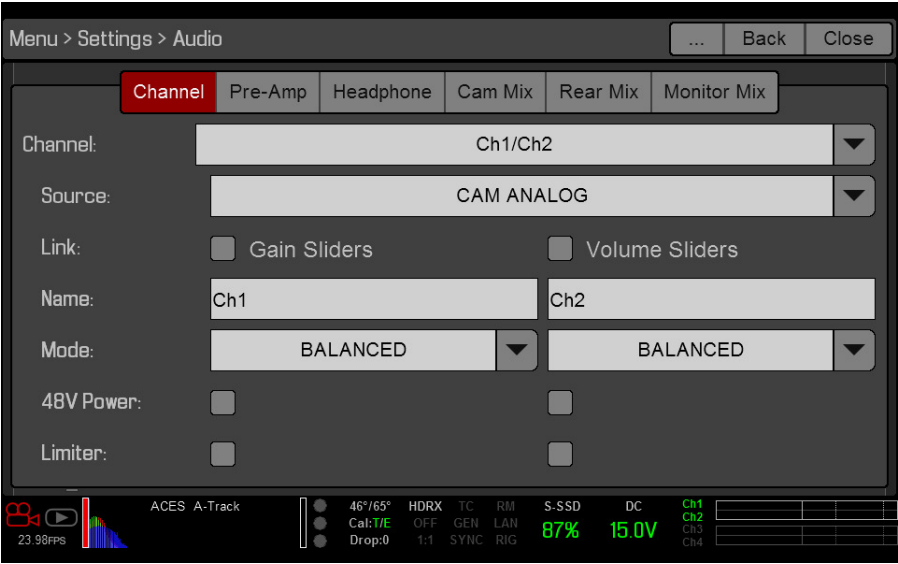 Menu > Settings > Audio ... Back Close
Channel Pre-Amp Headphone Cam Mix Rear Mix Monitor Mix
Channel: Ch1/Ch2
Source: CAM ANALOG
Link: Gain Sliders Volume Sliders
Name: Ch1 Ch2
Mode: BALANCED BALANCED
48V Power:
Limiter:
ACES A-Track 46°/65° HDRX TC RM S-SSD DC Ch1
Cal:T/E OFF GEN LAN 87% 15.0V Ch2
Ch3
23.98FPS Drop:0 1:1 SYNC RIG Ch4